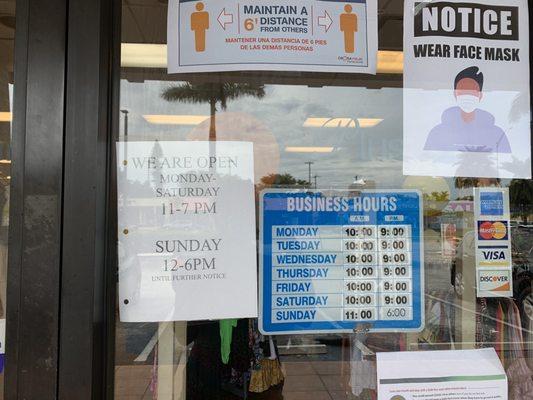 MAINTAIN A
6' DISTANCE
FROM OTHERS
MANTENER UNA DISTANCIA DE 6 PIES
DE LAS DEMÁS PERSONAS
NOTICE
WEAR FACE MASK
WE ARE OPEN
MONDAY-
SATURDAY
11-7 PM
SUNDAY
12-6PM
UNTIL FURTHER NOTICE
BUSINESS HOURS
A.M. P.M.
MONDAY 10:00 9:00
TUESDAY 10:00 9:00
WEDNESDAY 10:00 9:00
THURSDAY 10:00 9:00
FRIDAY 10:00 9:00
SATURDAY 10:00 9:00
SUNDAY 11:00 6:00
MasterCard
VISA
DISCOVER